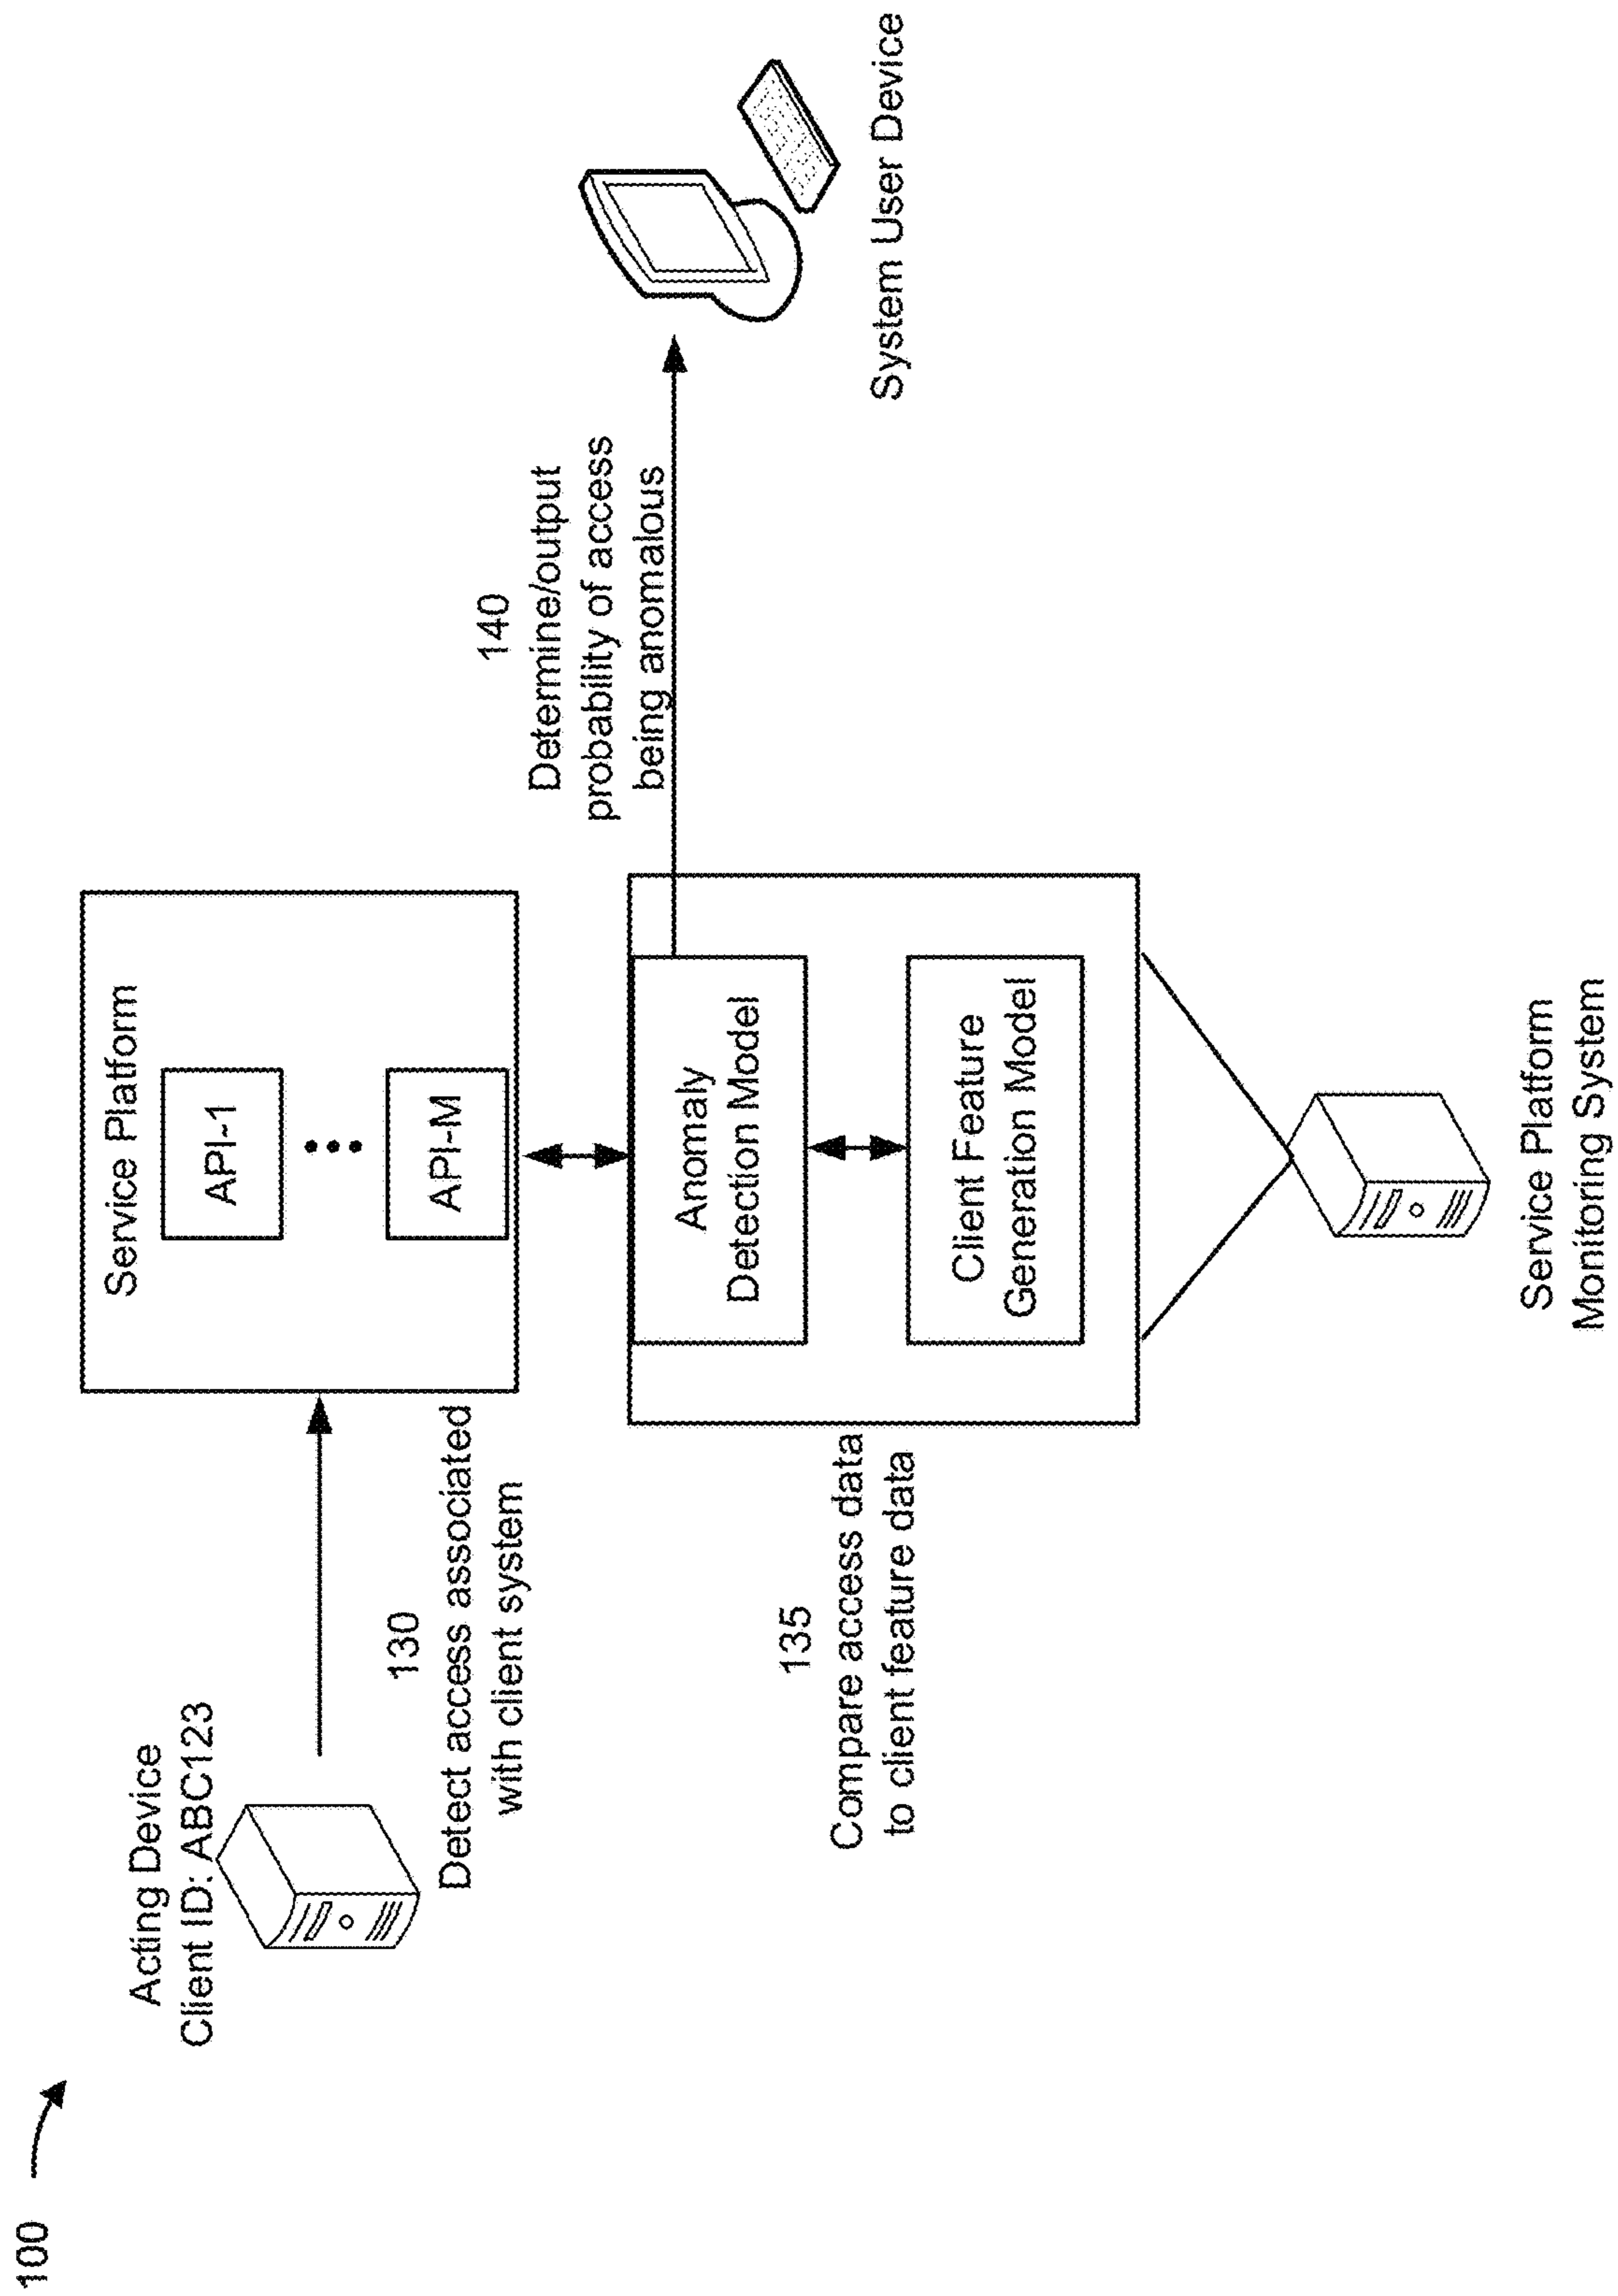 100
Acting Device
Client ID: ABC123
130
Detect access associated
with client system
Service Platform
API-1
API-M
135
Compare access data
to client feature data
Anomaly
Detection Model
Client Feature
Generation Model
Service Platform
Monitoring System
140
Determine/output
probability of access
being anomalous
System User Device